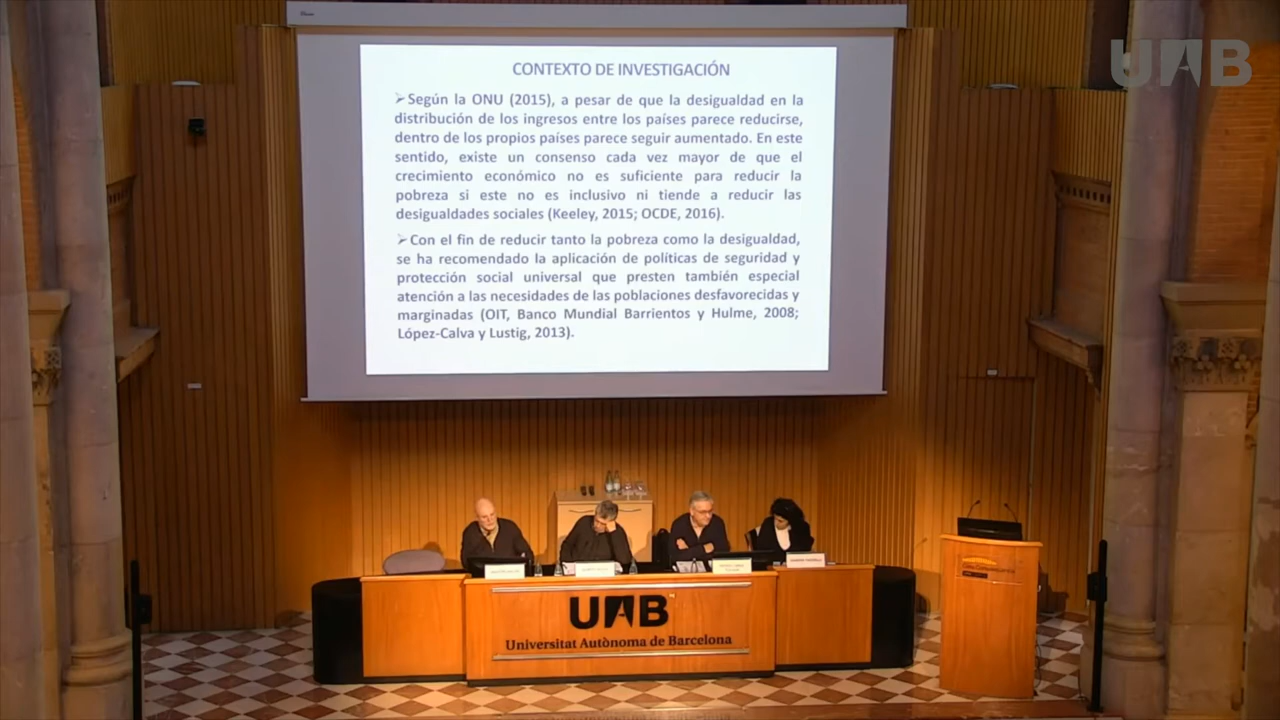 UAB
CONTEXTO DE INVESTIGACIÓN
➢Según la ONU (2015), a pesar de que la desigualdad en la
distribución de los ingresos entre los países parece reducirse,
dentro de los propios países parece seguir aumentado. En este
sentido, existe un consenso cada vez mayor de que el
crecimiento económico no es suficiente para reducir la
pobreza si este no es inclusivo ni tiende a reducir las
desigualdades sociales (Keeley, 2015; OCDE, 2016).
➢Con el fin de reducir tanto la pobreza como la desigualdad,
se ha recomendado la aplicación de políticas de seguridad y
protección social universal que presten también especial
atención a las necesidades de las poblaciones desfavorecidas y
marginadas (OIT, Banco Mundial Barrientos y Hulme, 2008;
López-Calva y Lustig, 2013).
UAB
Universitat Autònoma de Barcelona